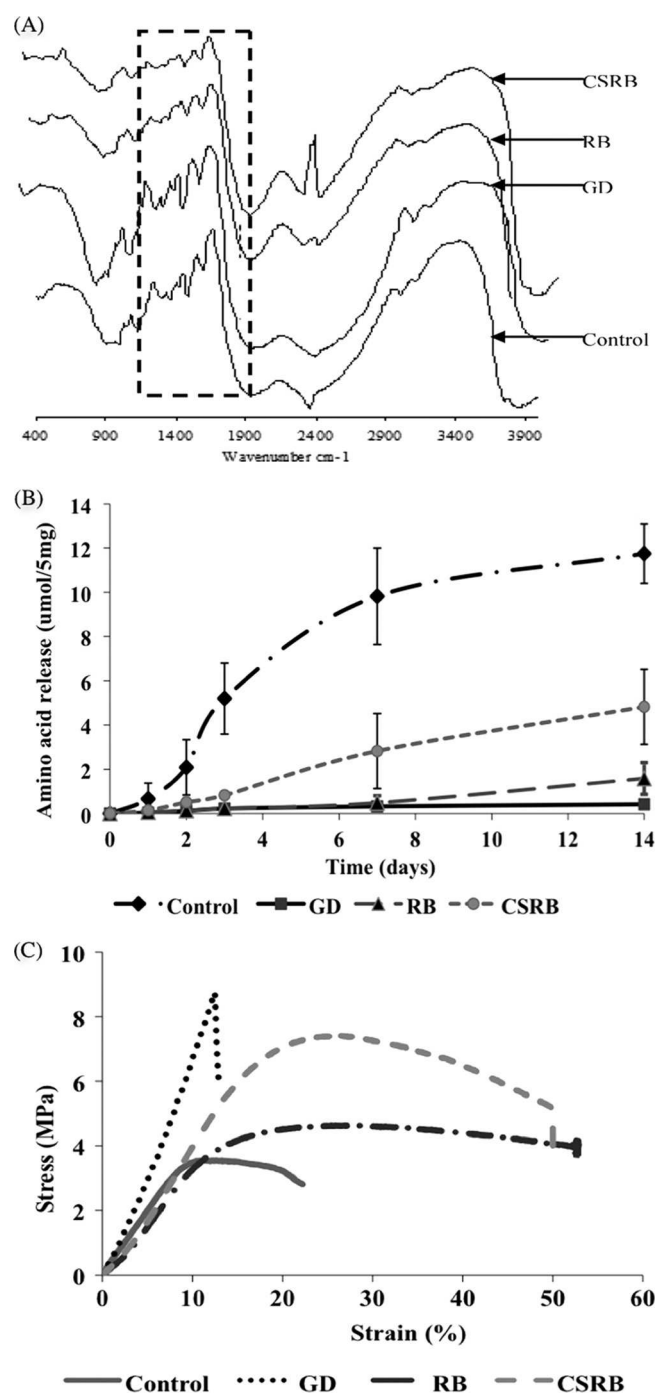 (A)
CSRB
RB
GD
Control
400 900 1400 1900 2400 2900 3400 3900
Wavenumber cm-1
(B)
14
12
10
8
6
4
2
0
Amino acid release (umol/5mg)
0 2 4 6 8 10 12 14
Time (days)
Control GD RB CSRB
(C)
10
8
6
4
2
0
Stress (MPa)
0 10 20 30 40 50 60
Strain (%)
Control GD RB CSRB